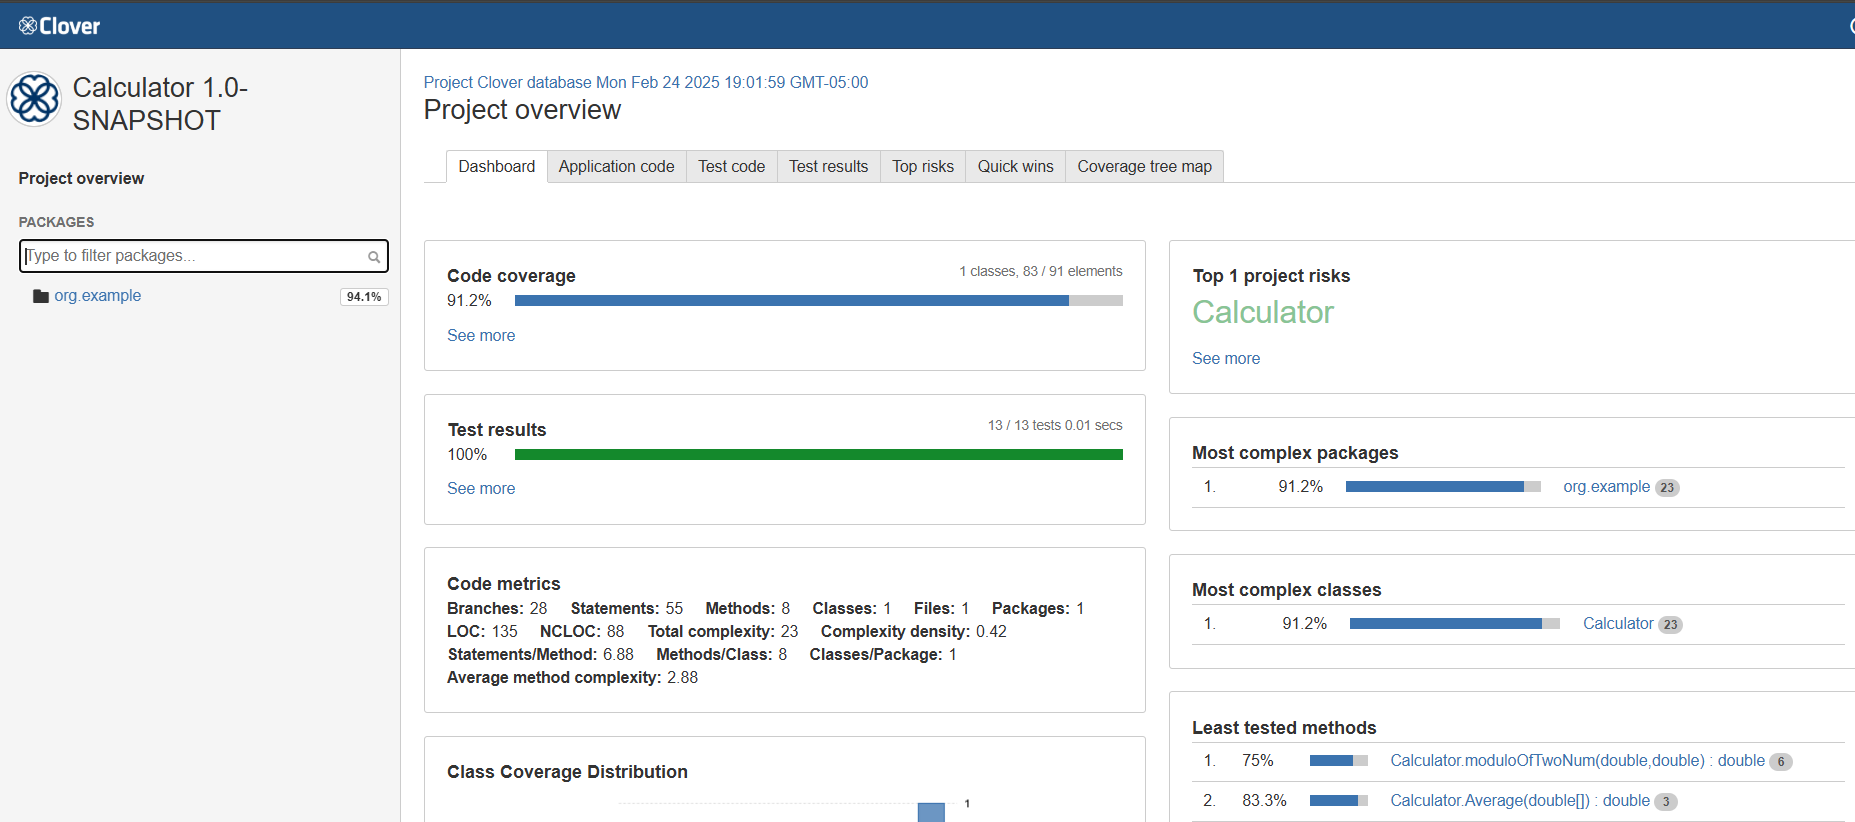 Clover
Calculator 1.0-
SNAPSHOT
Project overview
PACKAGES
Type to filter packages...
org.example 94.1%
Project Clover database Mon Feb 24 2025 19:01:59 GMT-05:00
Project overview
Dashboard Application code Test code Test results Top risks Quick wins Coverage tree map
Code coverage 1 classes, 83 / 91 elements
91.2%
See more
Test results 13 / 13 tests 0.01 secs
100%
See more
Code metrics
Branches: 28 Statements: 55 Methods: 8 Classes: 1 Files: 1 Packages: 1
LOC: 135 NCLOC: 88 Total complexity: 23 Complexity density: 0.42
Statements/Method: 6.88 Methods/Class: 8 Classes/Package: 1
Average method complexity: 2.88
Class Coverage Distribution
1
Top 1 project risks
Calculator
See more
Most complex packages
1. 91.2% org.example 23
Most complex classes
1. 91.2% Calculator 23
Least tested methods
1. 75% Calculator.moduloOfTwoNum(double,double) : double 6
2. 83.3% Calculator.Average(double[]) : double 3